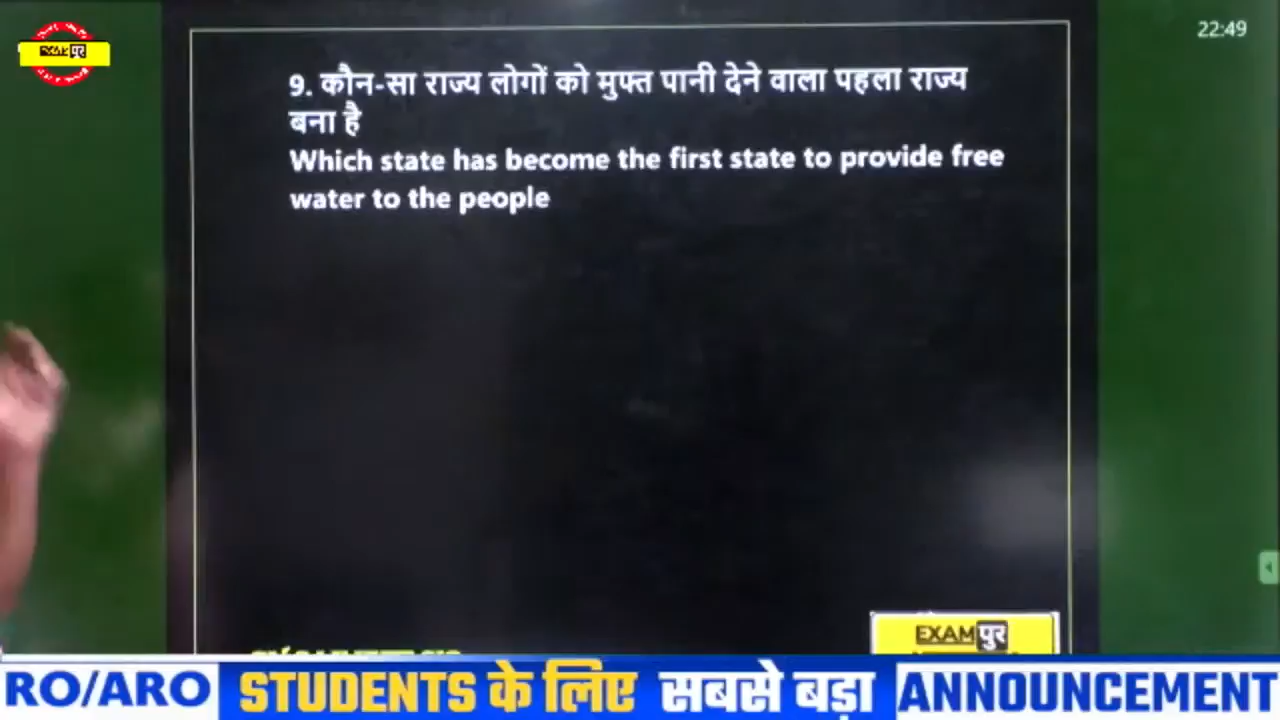 EXAMपुर
22:49
9. कौन-सा राज्य लोगों को मुफ्त पानी देने वाला पहला राज्य
बना है
Which state has become the first state to provide free
water to the people
EXAMपुर
RO/ARO STUDENTS के लिए सबसे बड़ा ANNOUNCEMENT